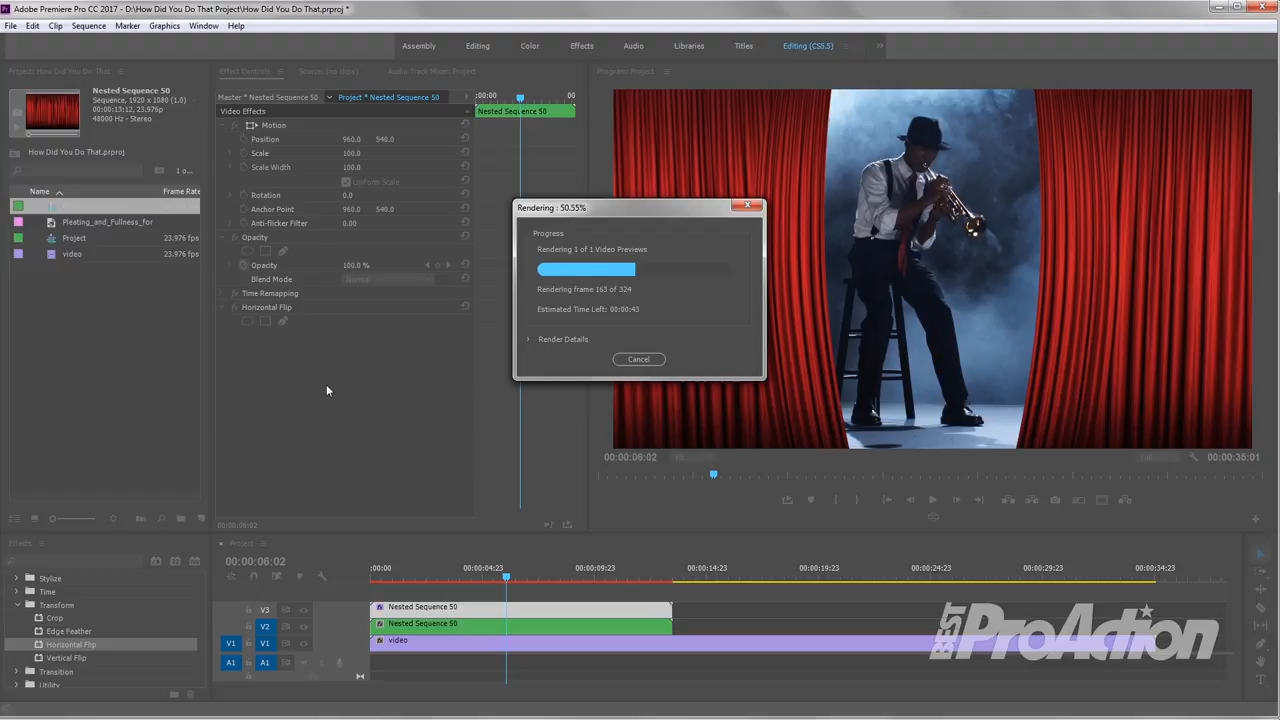 Adobe Premiere Pro CC 2017 - D:\How Did You Do That Project\How Did You Do That.prproj *
File Edit Clip Sequence Marker Graphics Window Help
Assembly Editing Color Effects Audio Libraries Titles Editing (CS5.5)
Project: How Did You Do That
Nested Sequence 50
Sequence, 1920 x 1080 (1.0)
00:00:13:12, 23.976p
48000 Hz - Stereo
How Did You Do That.prproj
1 o...
Name Frame Rate
Pleating_and_Fullness_for
Project 23.976 fps
video 23.976 fps
Effect Controls Source: (no clips) Audio Track Mixer: Project
Master * Nested Sequence 50 Project * Nested Sequence 50
:00:00 00
Video Effects Nested Sequence 50
Motion
Position 960.0 540.0
Scale 100.0
Scale Width 100.0
Uniform Scale
Rotation 0.0
Anchor Point 960.0 540.0
Anti-flicker Filter 0.00
Opacity
Opacity 100.0 %
Blend Mode Normal
Time Remapping
Horizontal Flip
00:00:06:02
Rendering : 50.55%
Progress
Rendering 1 of 1 Video Previews
Rendering frame 163 of 324
Estimated Time Left: 00:00:43
Render Details
Cancel
Program: Project
00:00:06:02 Fit Full 00:00:35:01
Effects
Stylize
Time
Transform
Crop
Edge Feather
Horizontal Flip
Vertical Flip
Transition
Utility
Project
00:00:06:02
:00:00 00:00:04:23 00:00:09:23 00:00:14:23 00:00:19:23 00:00:24:23 00:00:29:23 00:00:34:23
V3 Nested Sequence 50
V2 Nested Sequence 50
V1 V1 video
A1 A1
BEST ProAction